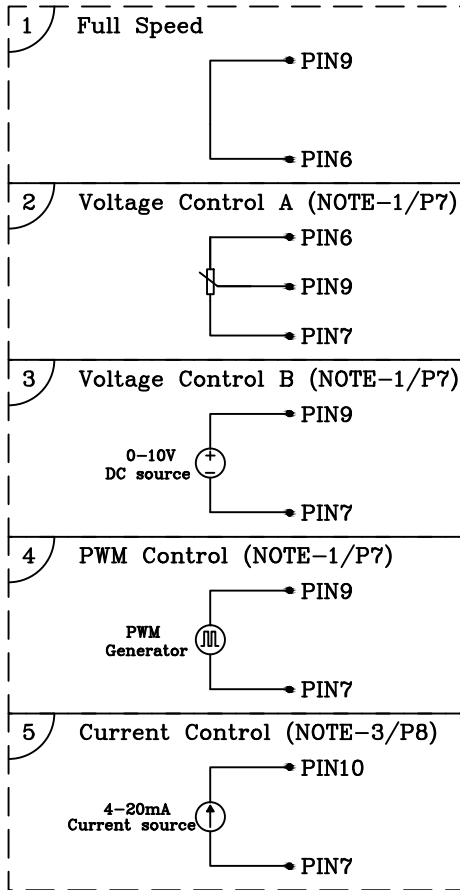 1 Full Speed
PIN9
PIN6
2 Voltage Control A (NOTE-1/P7)
PIN6
PIN9
PIN7
3 Voltage Control B (NOTE-1/P7)
PIN9
0-10V
DC source
PIN7
4 PWM Control (NOTE-1/P7)
PIN9
PWM
Generator
PIN7
5 Current Control (NOTE-3/P8)
PIN10
4-20mA
Current source
PIN7